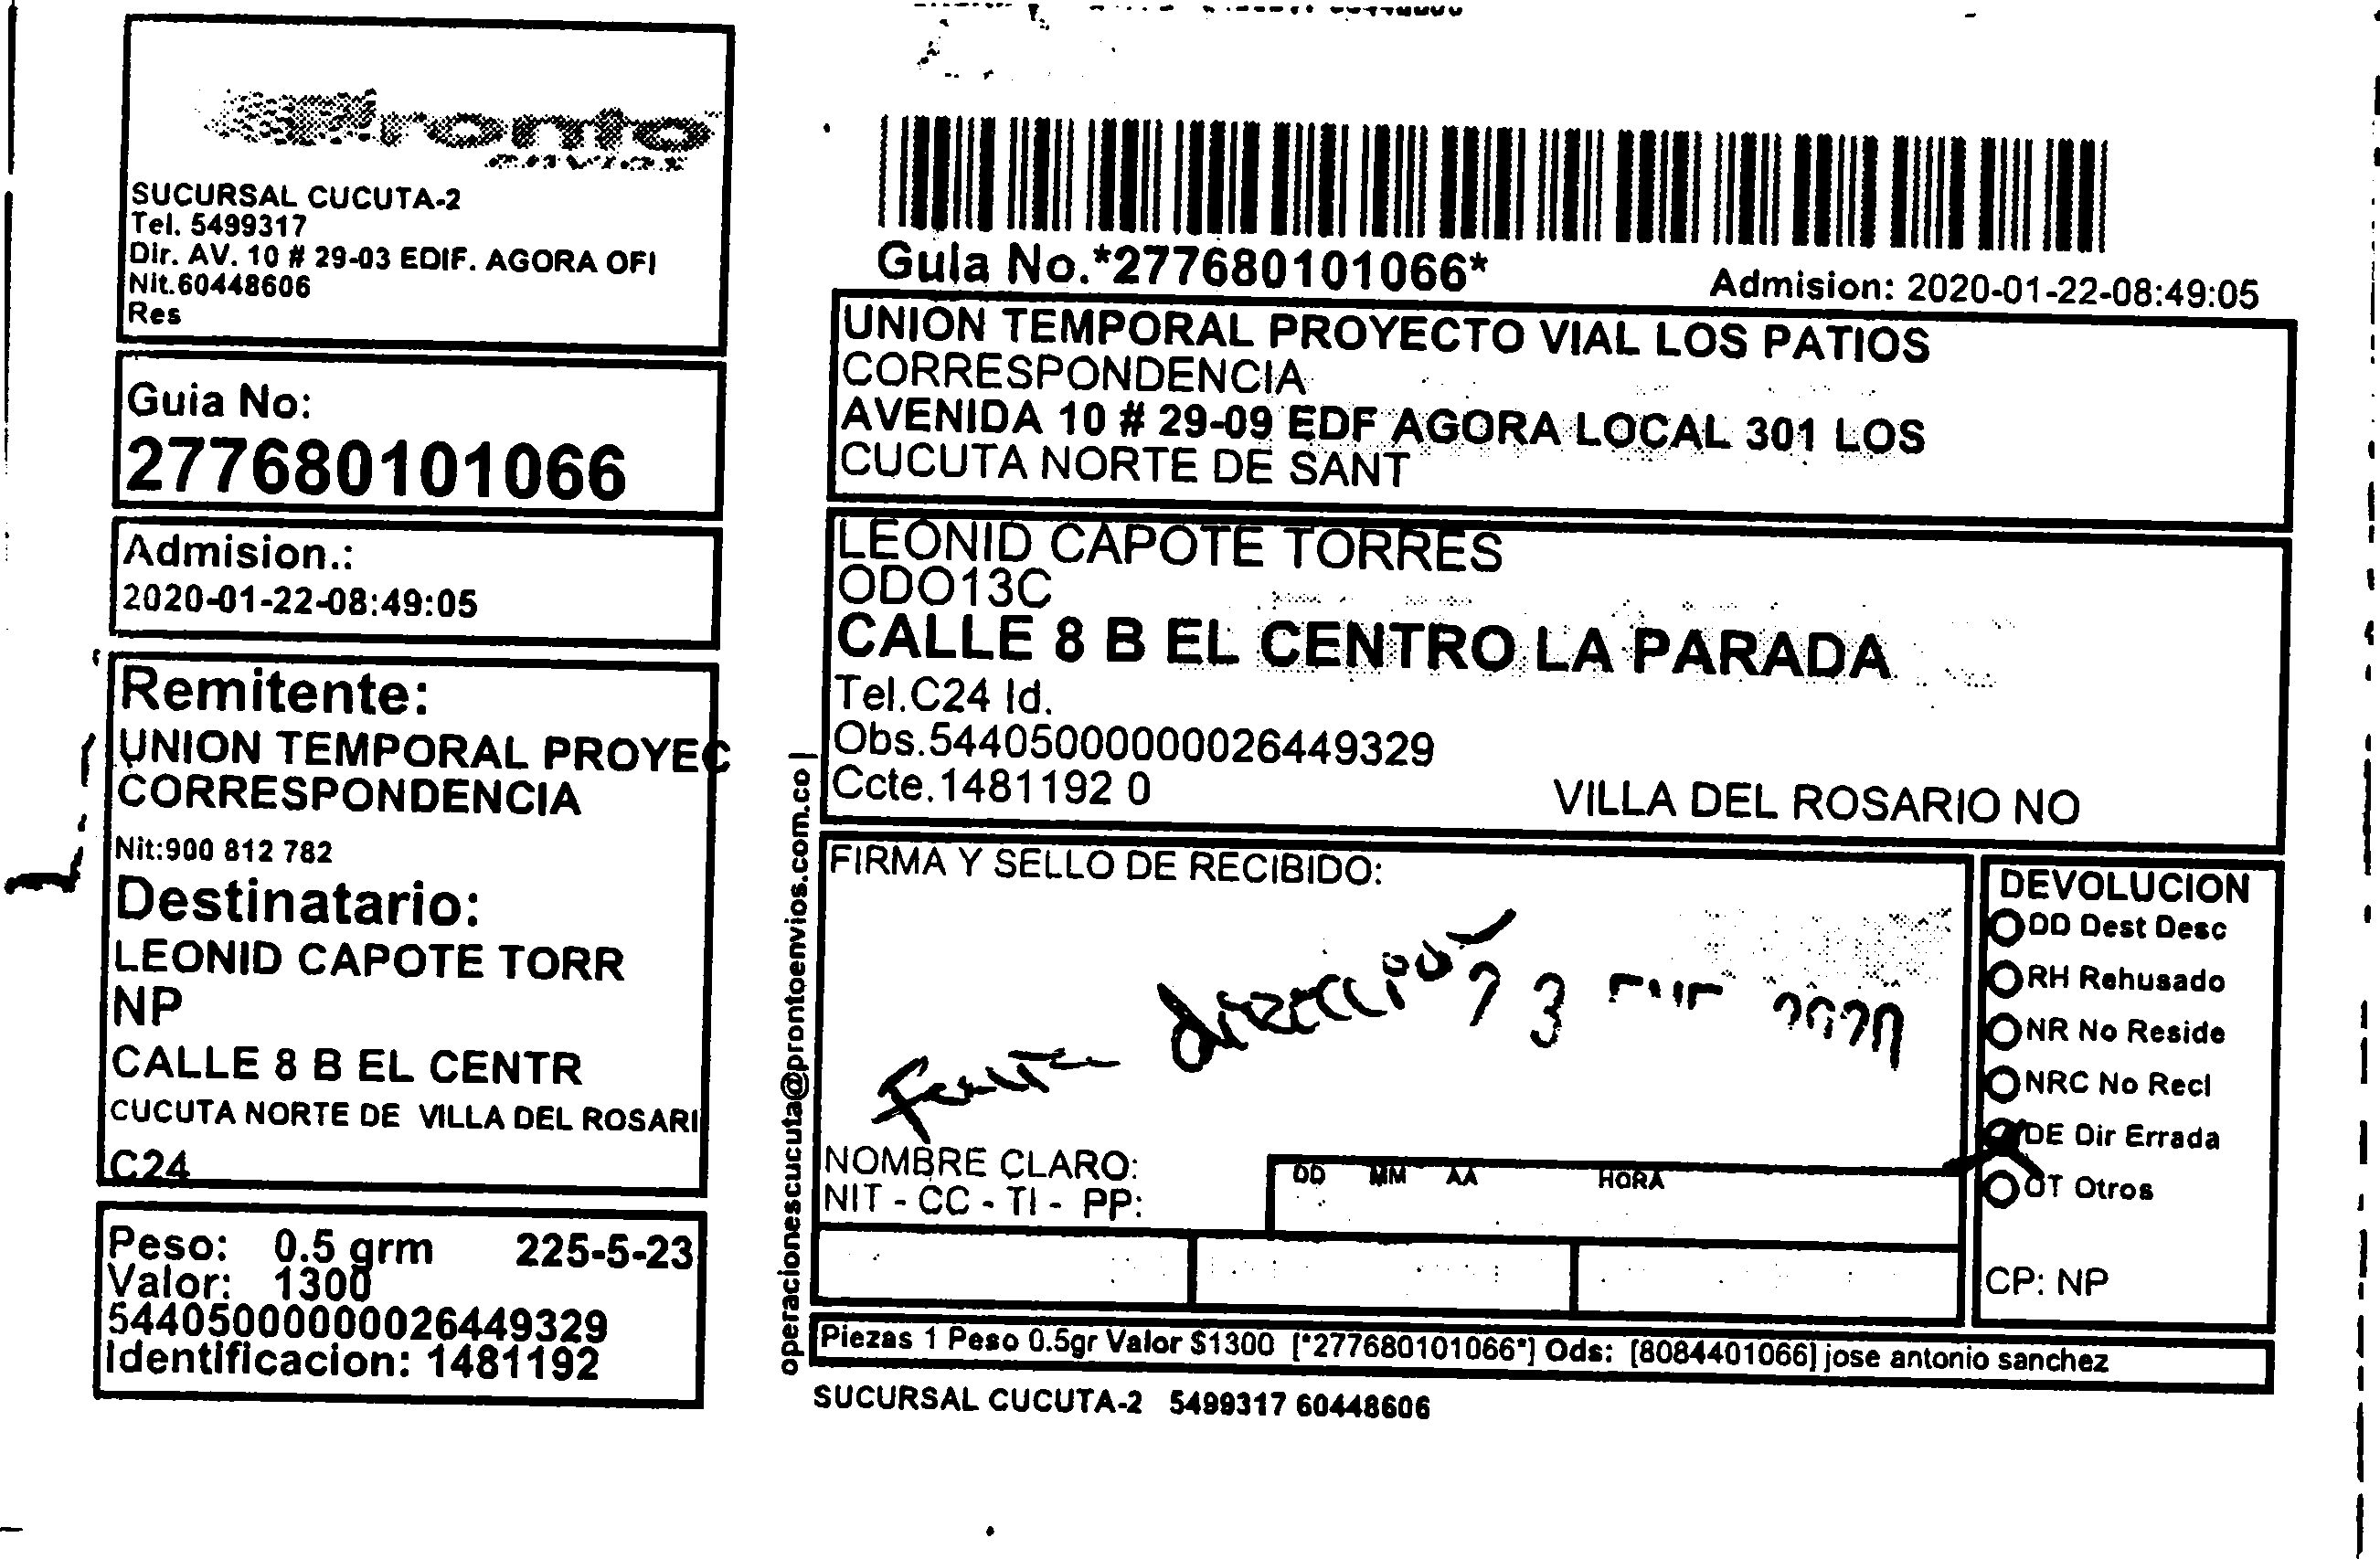 Pronto
envios
SUCURSAL CUCUTA-2
Tel. 5499317
Dir. AV. 10 # 29-03 EDIF. AGORA OFI
Nit.60448606
Res
Guia No:
277680101066
Admision.:
2020-01-22-08:49:05
Remitente:
UNION TEMPORAL PROYEC
CORRESPONDENCIA
Nit:900 812 782
Destinatario:
LEONID CAPOTE TORR
NP
CALLE 8 B EL CENTR
CUCUTA NORTE DE VILLA DEL ROSARI
C24
Peso: 0.5 grm 225-5-23
Valor: 1300
544050000000026449329
Identificacion: 1481192
operacionescucuta@prontoenvios.com.co |
Guia No.*277680101066*
Admision: 2020-01-22-08:49:05
UNION TEMPORAL PROYECTO VIAL LOS PATIOS
CORRESPONDENCIA
AVENIDA 10 # 29-09 EDF AGORA LOCAL 301 LOS
CUCUTA NORTE DE SANT
LEONID CAPOTE TORRES
ODO13C
CALLE 8 B EL CENTRO LA PARADA
Tel.C24 Id.
Obs.544050000000026449329
Ccte.1481192 0
VILLA DEL ROSARIO NO
FIRMA Y SELLO DE RECIBIDO:
dirección
23 2020
NOMBRE CLARO:
NIT - CC - TI - PP:
DD MM AA HORA
DEVOLUCION
DD Dest Desc
RH Rehusado
NR No Reside
NRC No Recl
DE Dir Errada
OT Otros
CP: NP
Piezas 1 Peso 0.5gr Valor $1300 [*277680101066*] Ods: [8084401066] jose antonio sanchez
SUCURSAL CUCUTA-2 5499317 60448606